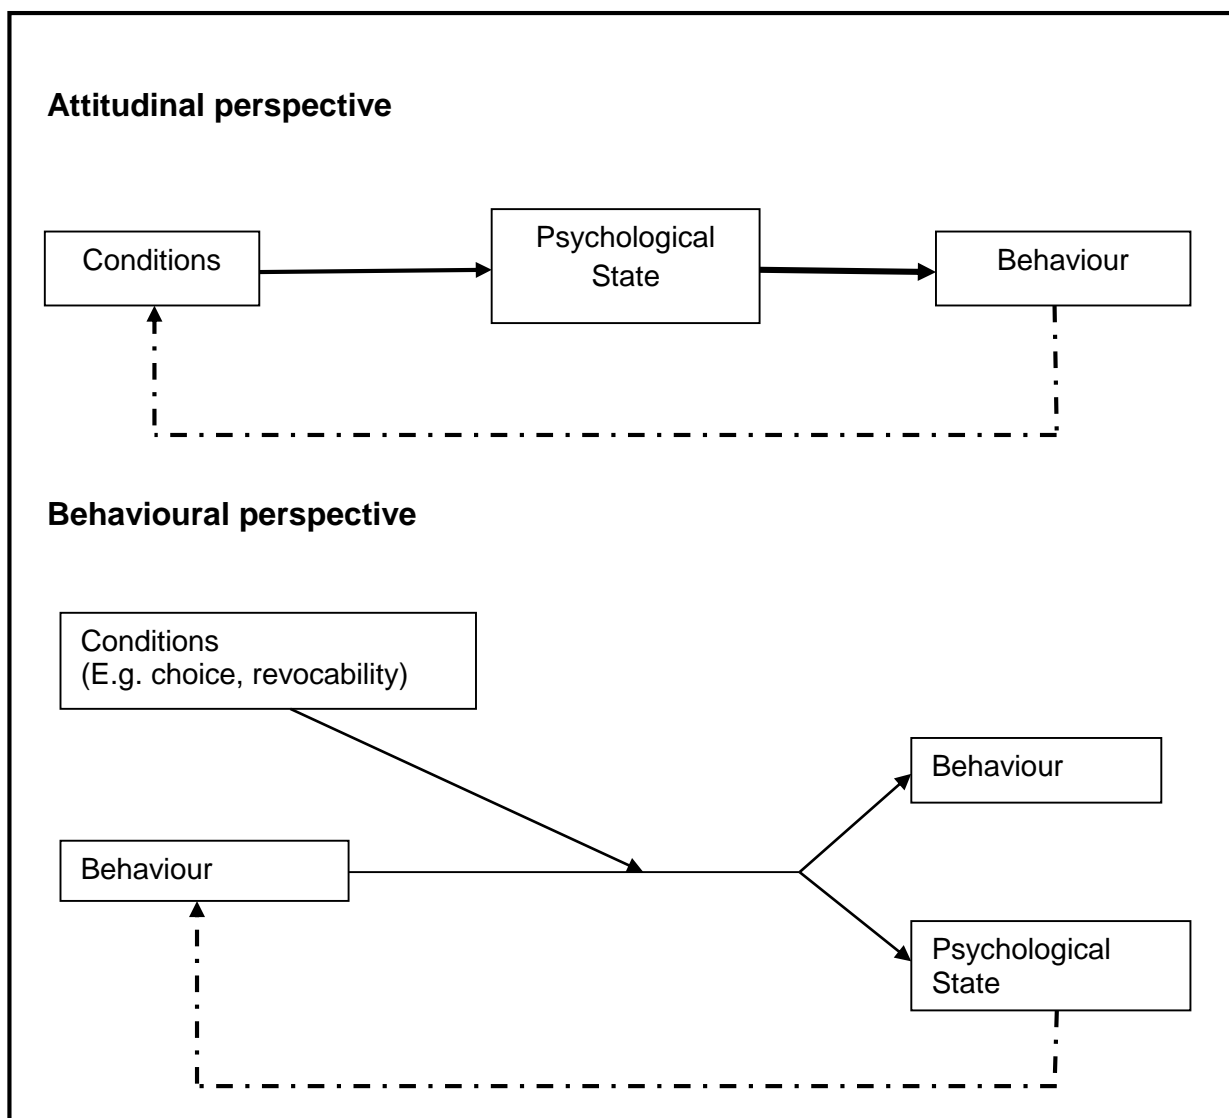 Attitudinal perspective
Conditions
Psychological
State
Behaviour
Behavioural perspective
Conditions
(E.g. choice, revocability)
Behaviour
Behaviour
Psychological
State